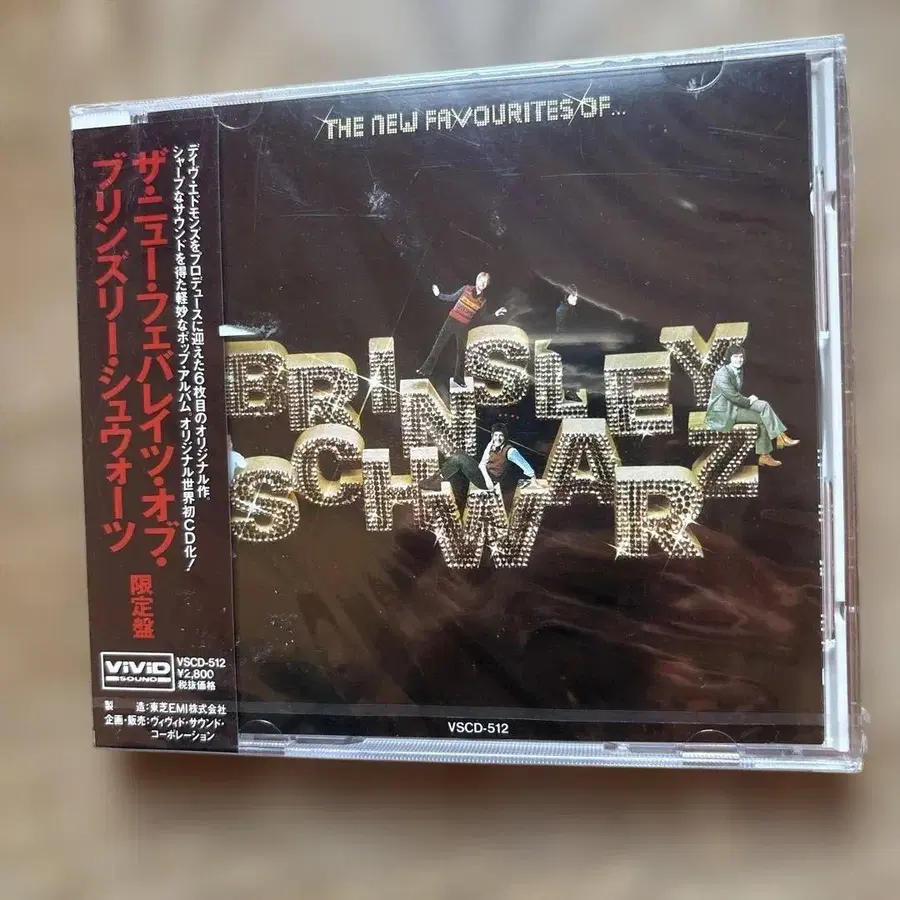 THE NEW FAVOURITES OF...
BRINSLEY
SCHWARZ
VSCD-512
デイヴ・エドモンズをプロデュースに迎えた6枚目のオリジナル作。
シャープなサウンドを得た軽妙なポップ・アルバム。オリジナル世界初CD化!
ザ・ニュー・フェバレイツ・オブ・
ブリンズリー・シュウォーツ
限定盤
ViViD
SOUND
VSCD-512
¥2,800
税抜価格
製 造:東芝EMI株式会社
企画・販売:ヴィヴィド・サウンド・
コーポレーション